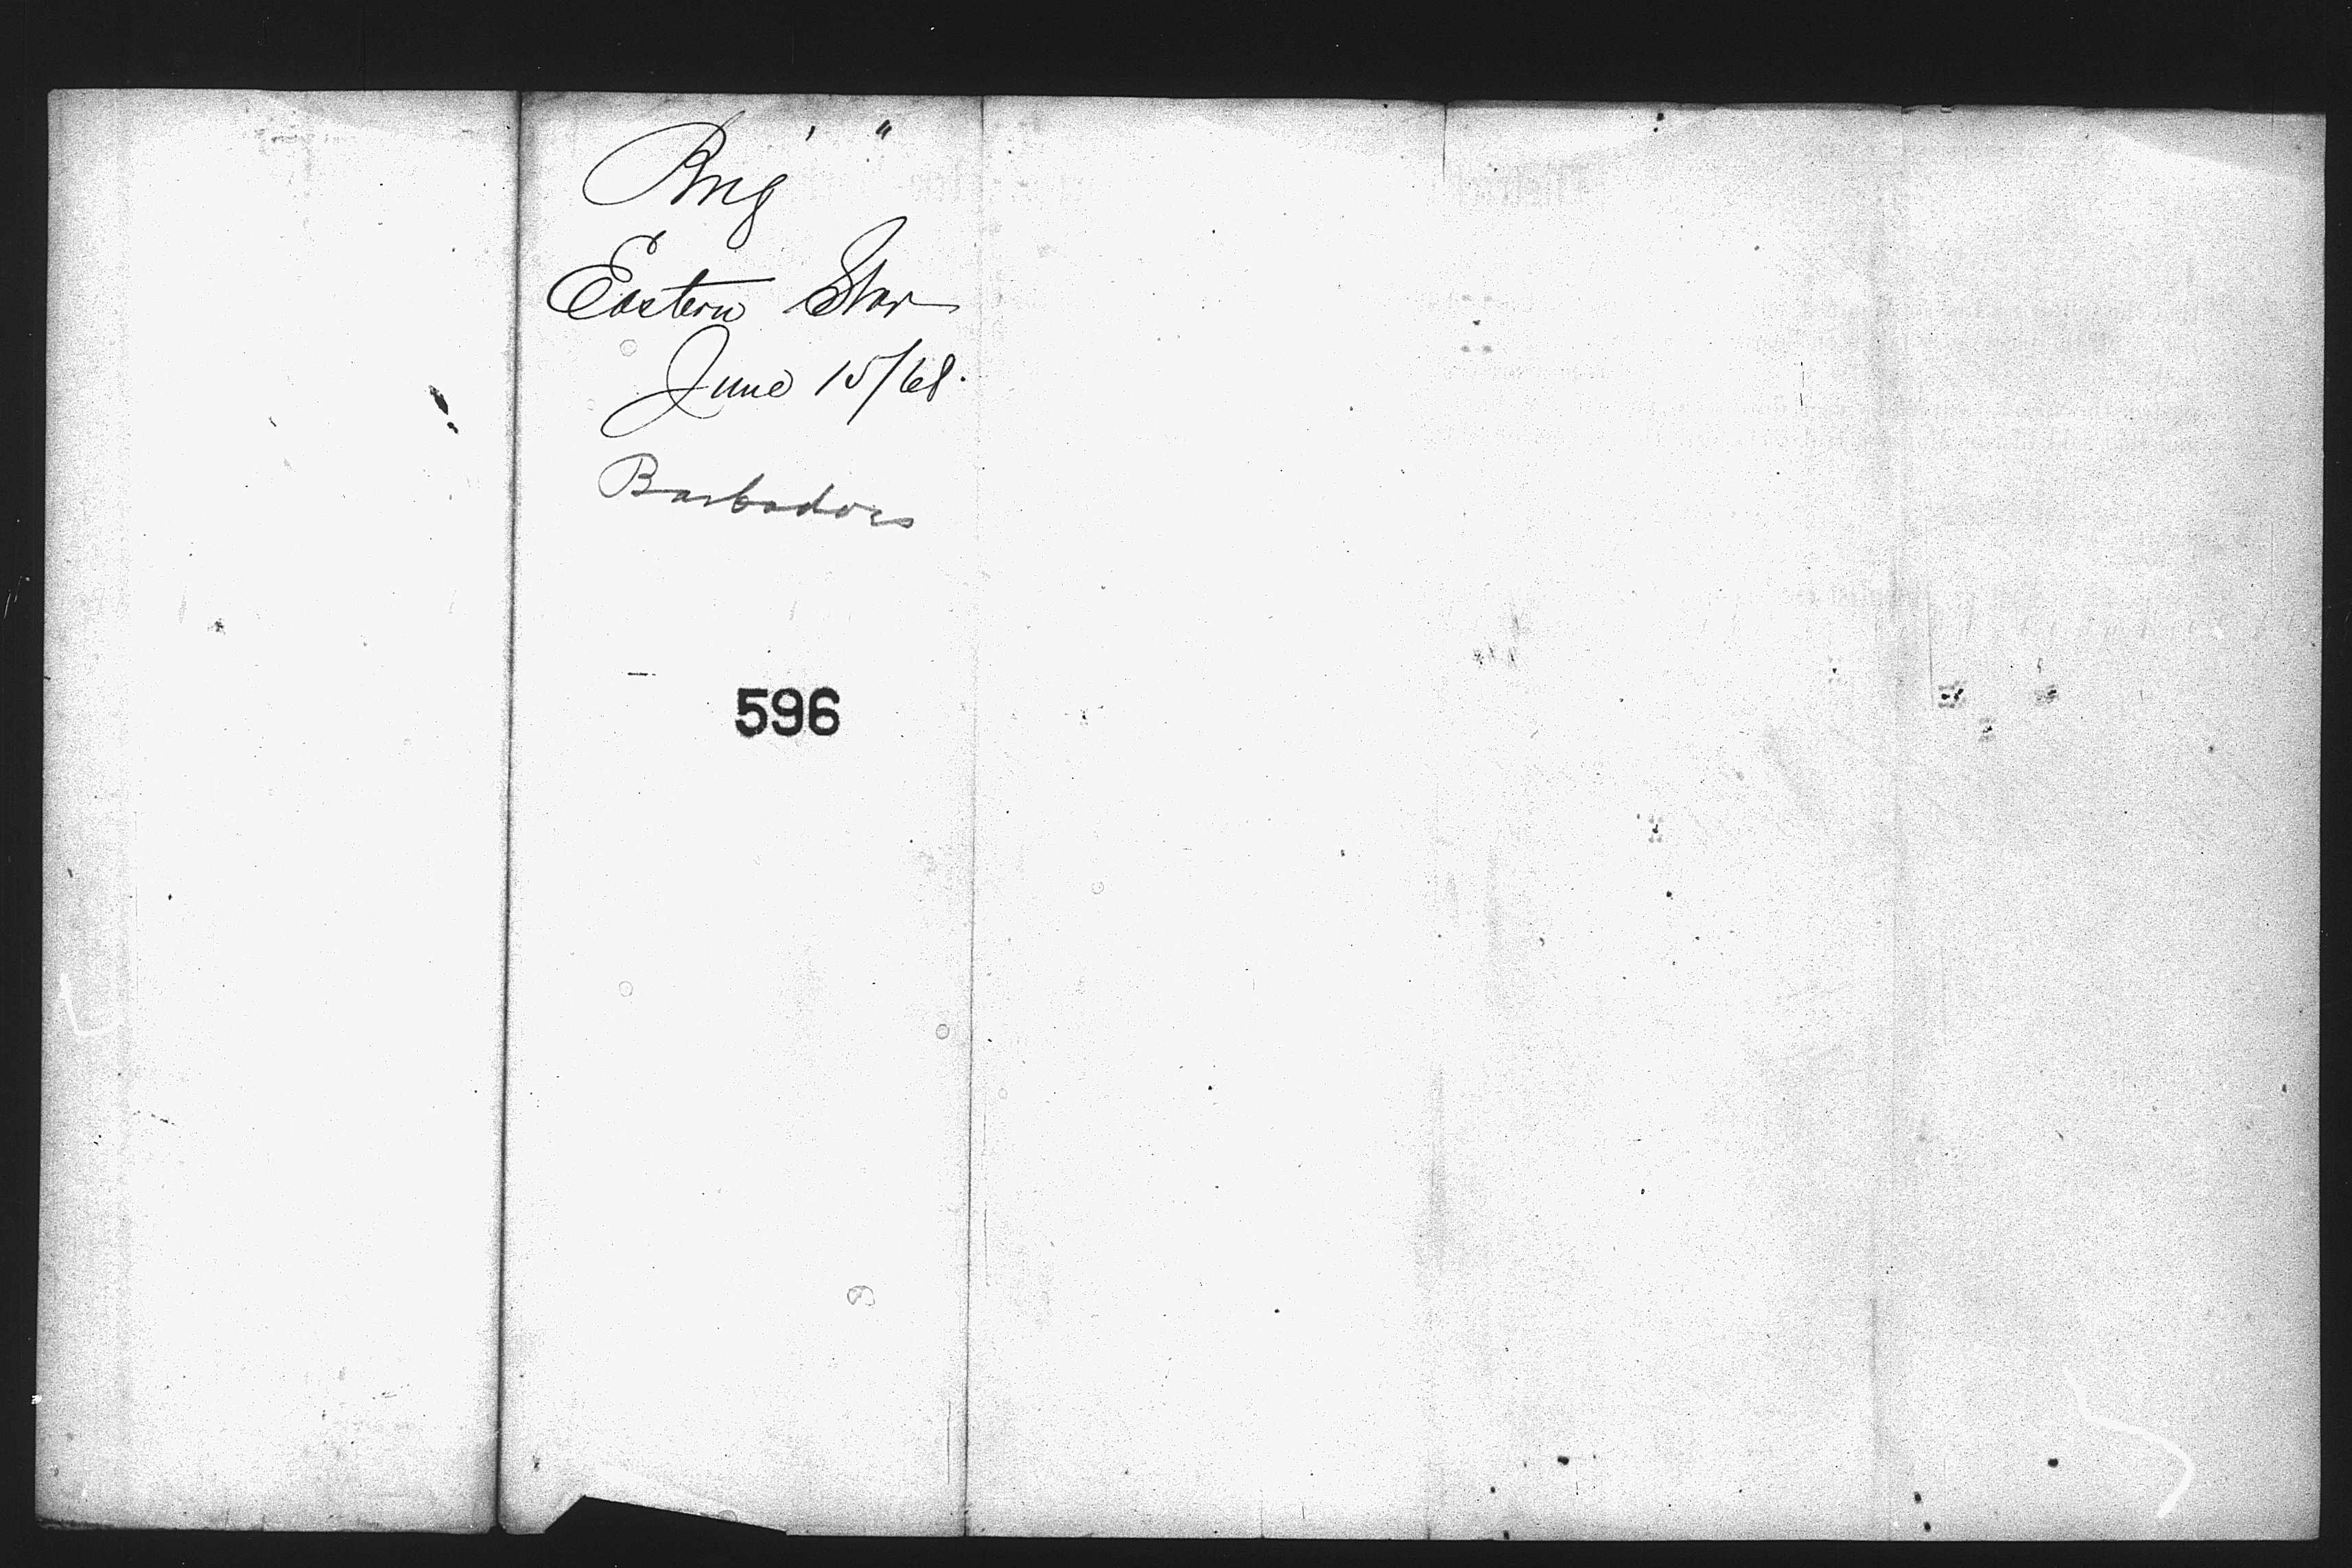 Brig
Eastern Star
June 15/68.
Barbadoes
596